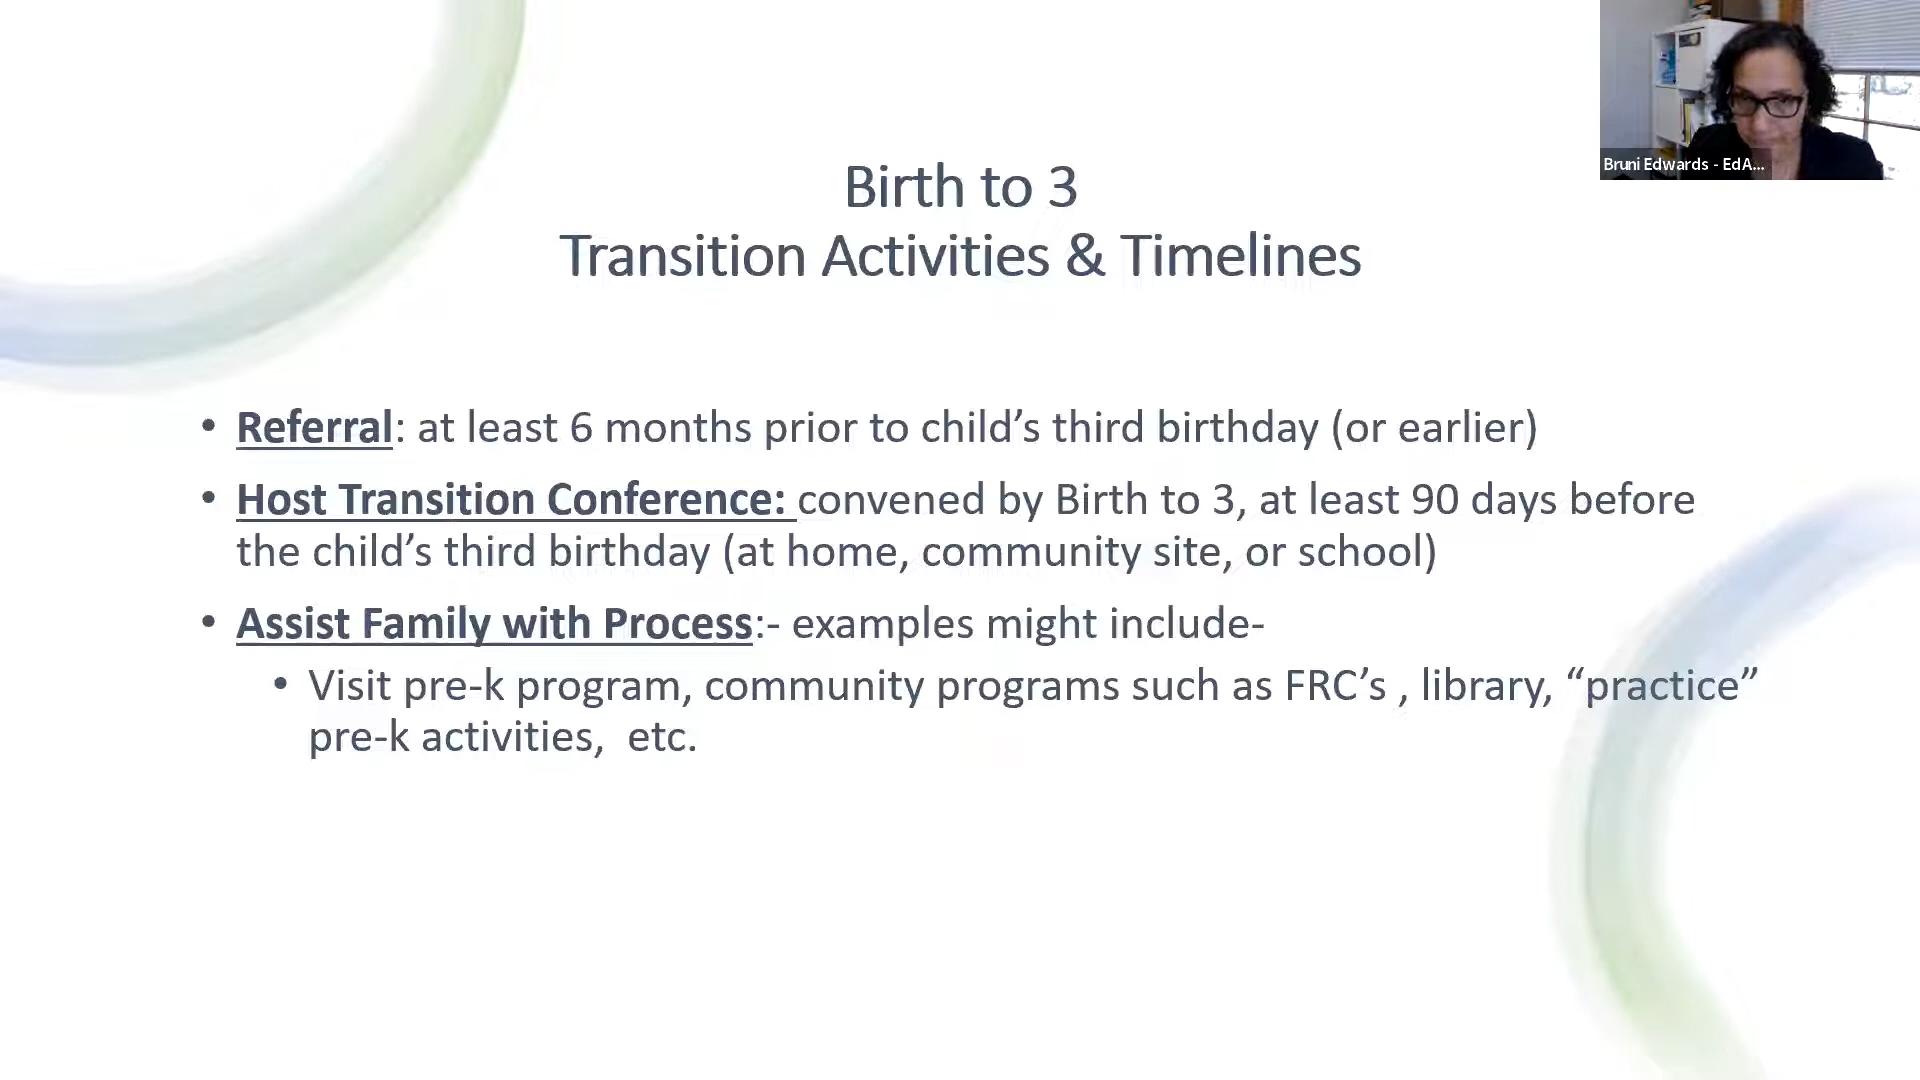 Birth to 3
Transition Activities & Timelines
• Referral: at least 6 months prior to child’s third birthday (or earlier)
• Host Transition Conference: convened by Birth to 3, at least 90 days before
the child’s third birthday (at home, community site, or school)
• Assist Family with Process:- examples might include-
• Visit pre-k program, community programs such as FRC’s , library, “practice”
pre-k activities,  etc.
Bruni Edwards - EdA...